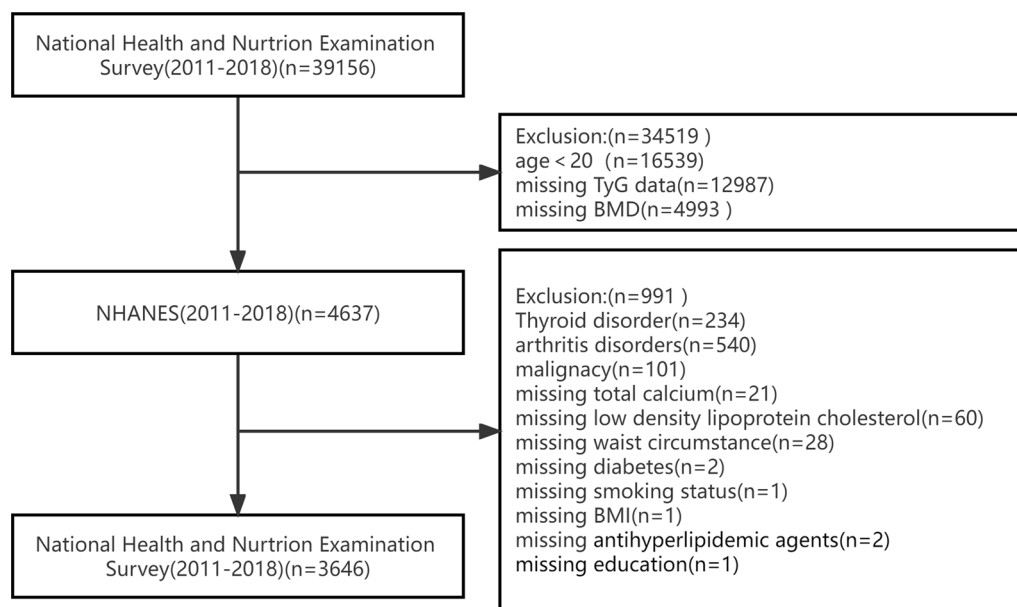 National Health and Nurtrion Examination
Survey(2011-2018)(n=39156)
Exclusion:(n=34519 )
age＜20（n=16539)
missing TyG data(n=12987)
missing BMD(n=4993 )
NHANES(2011-2018)(n=4637)
Exclusion:(n=991 )
Thyroid disorder(n=234)
arthritis disorders(n=540)
malignacy(n=101)
missing total calcium(n=21)
missing low density lipoprotein cholesterol(n=60)
missing waist circumstance(n=28)
missing diabetes(n=2)
missing smoking status(n=1)
missing BMI(n=1)
missing antihyperlipidemic agents(n=2)
missing education(n=1)
National Health and Nurtrion Examination
Survey(2011-2018)(n=3646)